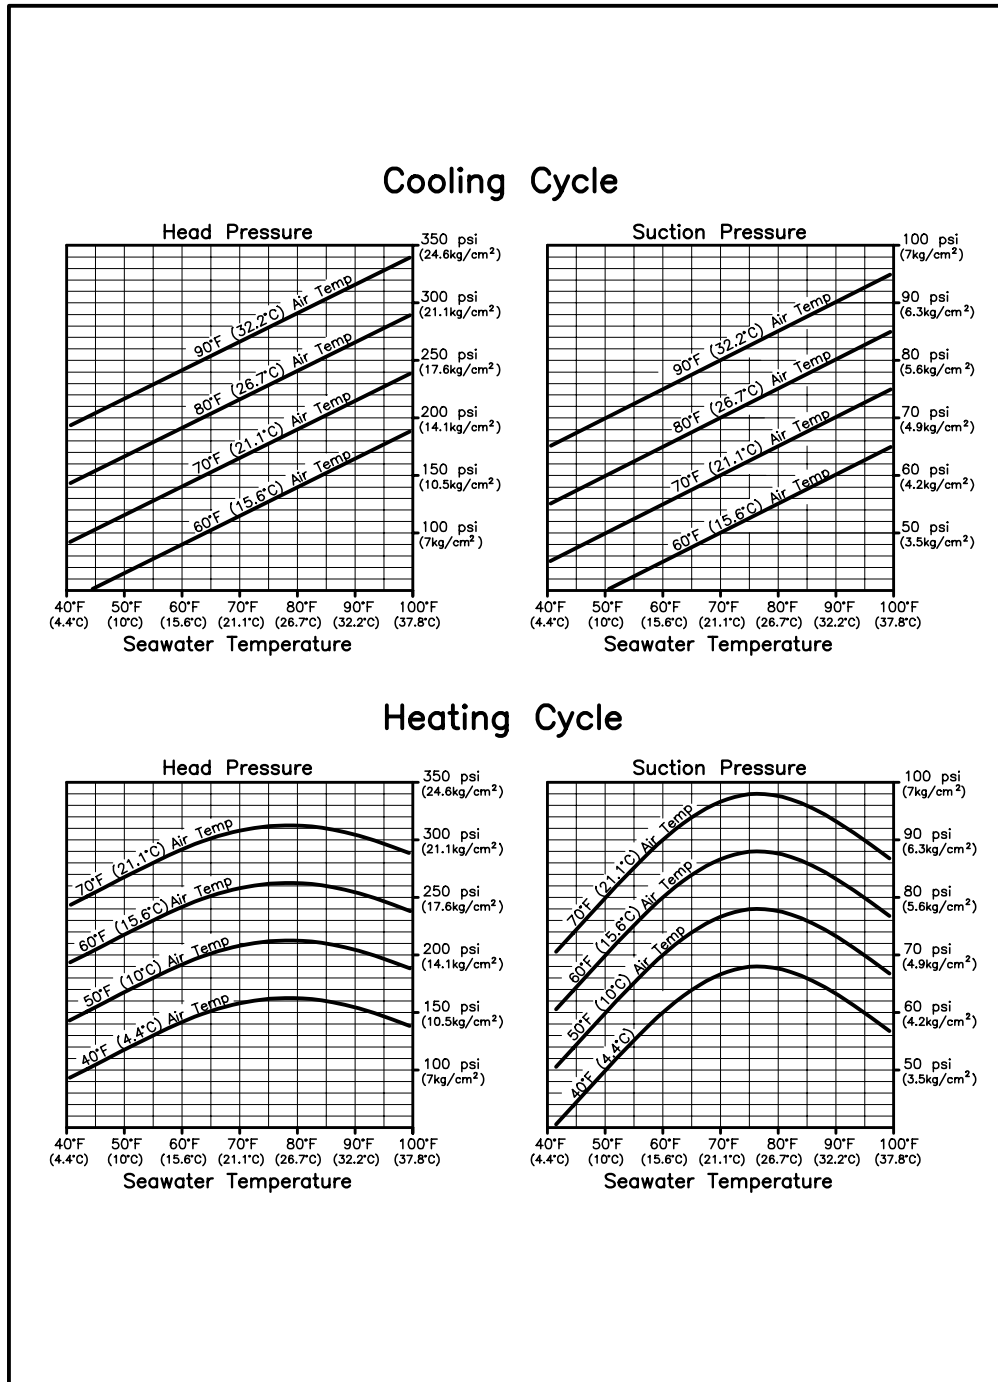 Cooling Cycle
Head Pressure
350 psi
(24.6kg/cm²)
300 psi
(21.1kg/cm²)
250 psi
(17.6kg/cm²)
200 psi
(14.1kg/cm²)
150 psi
(10.5kg/cm²)
100 psi
(7kg/cm²)
90°F (32.2°C) Air Temp
80°F (26.7°C) Air Temp
70°F (21.1°C) Air Temp
60°F (15.6°C) Air Temp
40°F 50°F 60°F 70°F 80°F 90°F 100°F
(4.4°C) (10°C) (15.6°C) (21.1°C) (26.7°C) (32.2°C) (37.8°C)
Seawater Temperature
Suction Pressure
100 psi
(7kg/cm²)
90 psi
(6.3kg/cm²)
80 psi
(5.6kg/cm²)
70 psi
(4.9kg/cm²)
60 psi
(4.2kg/cm²)
50 psi
(3.5kg/cm²)
90°F (32.2°C) Air Temp
80°F (26.7°C) Air Temp
70°F (21.1°C) Air Temp
60°F (15.6°C) Air Temp
40°F 50°F 60°F 70°F 80°F 90°F 100°F
(4.4°C) (10°C) (15.6°C) (21.1°C) (26.7°C) (32.2°C) (37.8°C)
Seawater Temperature
Heating Cycle
Head Pressure
350 psi
(24.6kg/cm²)
300 psi
(21.1kg/cm²)
250 psi
(17.6kg/cm²)
200 psi
(14.1kg/cm²)
150 psi
(10.5kg/cm²)
100 psi
(7kg/cm²)
70°F (21.1°C) Air Temp
60°F (15.6°C) Air Temp
50°F (10°C) Air Temp
40°F (4.4°C) Air Temp
40°F 50°F 60°F 70°F 80°F 90°F 100°F
(4.4°C) (10°C) (15.6°C) (21.1°C) (26.7°C) (32.2°C) (37.8°C)
Seawater Temperature
Suction Pressure
100 psi
(7kg/cm²)
90 psi
(6.3kg/cm²)
80 psi
(5.6kg/cm²)
70 psi
(4.9kg/cm²)
60 psi
(4.2kg/cm²)
50 psi
(3.5kg/cm²)
70°F (21.1°C) Air Temp
60°F (15.6°C) Air Temp
50°F (10°C) Air Temp
40°F (4.4°C)
40°F 50°F 60°F 70°F 80°F 90°F 100°F
(4.4°C) (10°C) (15.6°C) (21.1°C) (26.7°C) (32.2°C) (37.8°C)
Seawater Temperature